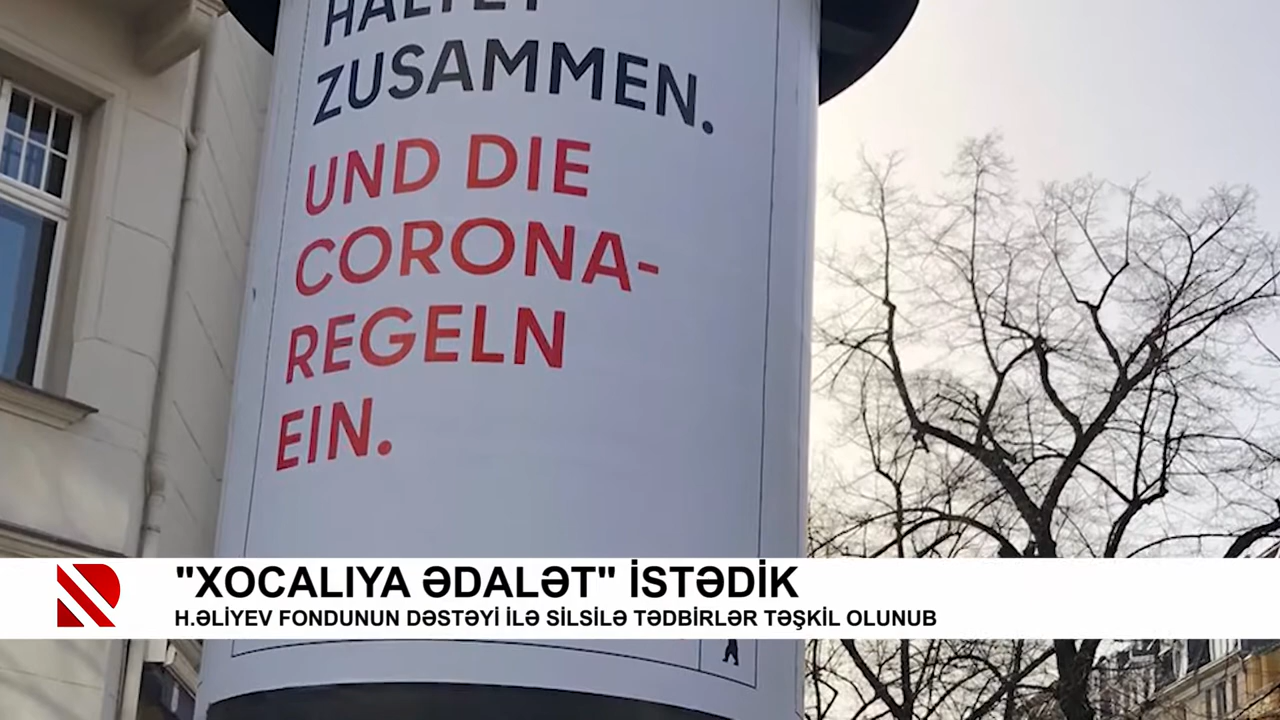 HALTET
ZUSAMMEN.
UND DIE
CORONA-
REGELN
EIN.
"XOCALIYA ƏDALƏT" İSTƏDİK
H.ƏLİYEV FONDUNUN DƏSTƏYİ İLƏ SİLSİLƏ TƏDBİRLƏR TƏŞKİL OLUNUB